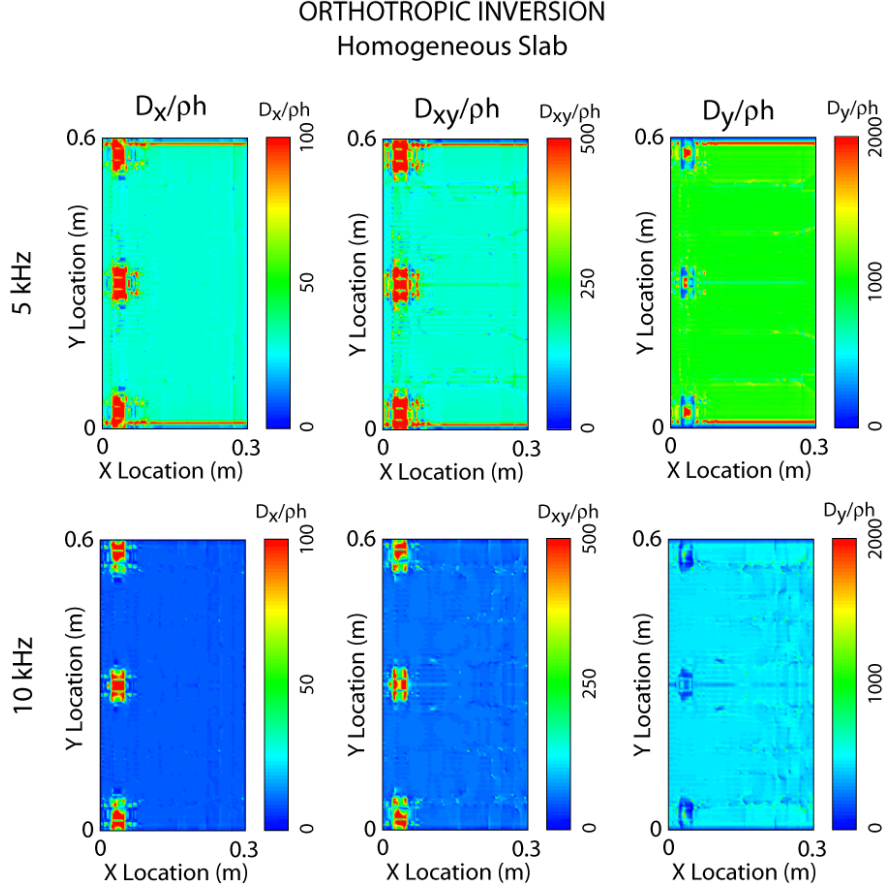 ORTHOTROPIC INVERSION
Homogeneous Slab
Dx/ρh
Dx/ρh
Dxy/ρh
Dxy/ρh
Dy/ρh
Dy/ρh
5 kHz
Y Location (m)
0.6
0
0.3
X Location (m)
100
50
0
Y Location (m)
0.6
0
0
0.3
X Location (m)
500
250
0
Y Location (m)
0.6
0
0
0.3
X Location (m)
2000
1000
0
10 kHz
Dx/ρh
Y Location (m)
0.6
0
0
0.3
X Location (m)
100
50
0
Dxy/ρh
Y Location (m)
0.6
0
0
0.3
X Location (m)
500
250
0
Dy/ρh
Y Location (m)
0.6
0
0
0.3
X Location (m)
2000
1000
0